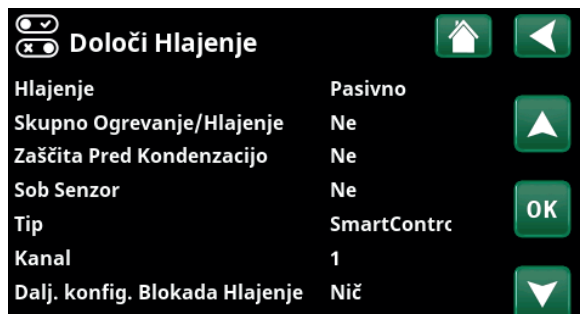 Določi Hlajenje
Hlajenje Pasivno
Skupno Ogrevanje/Hlajenje Ne
Zaščita Pred Kondenzacijo Ne
Sob Senzor Ne
Tip SmartContrc
OK
Kanal 1
Dalj. konfig. Blokada Hlajenje Nič